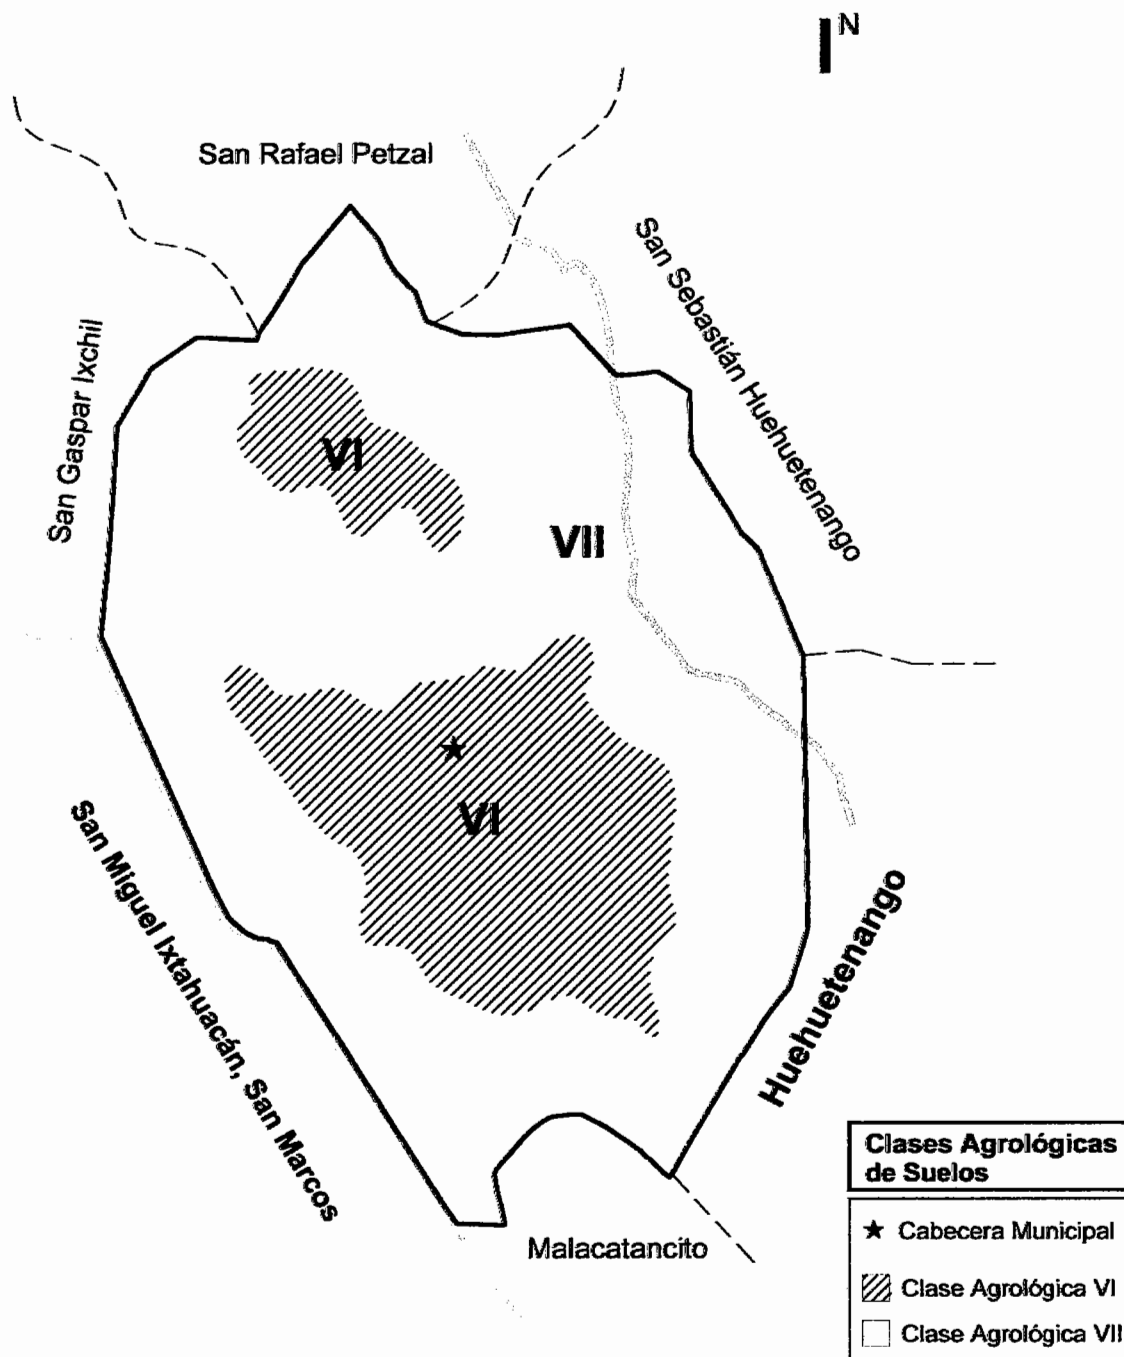 N
San Rafael Petzal
San Sebastián Huehuetenango
San Gaspar Ixchil
VI
VII
VI
San Miguel Ixtahuacán, San Marcos
Huehuetenango
Malacatancito
Clases Agrológicas
de Suelos
Cabecera Municipal
Clase Agrológica VI
Clase Agrológica VII